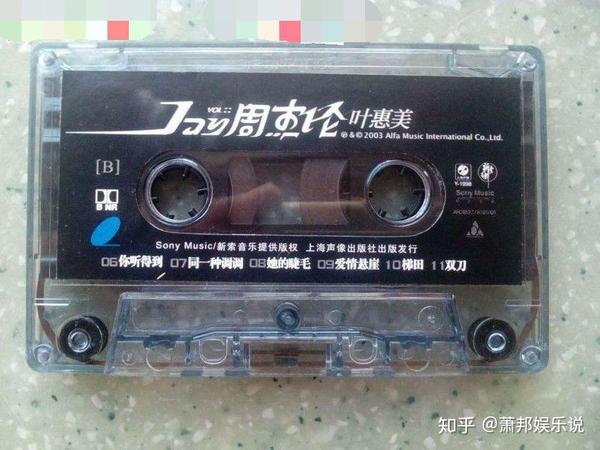 Jay 周杰伦 叶惠美
℗&©2003 Alfa Music International Co.,Ltd.
[B]
B NR
Y-1998
Sony Music
Sony Music/新索音乐提供版权 上海声像出版社出版发行
06你听得到 07同一种调调 08她的睫毛 09爱情悬崖 10梯田 11双刀
知乎 @萧邦娱乐说